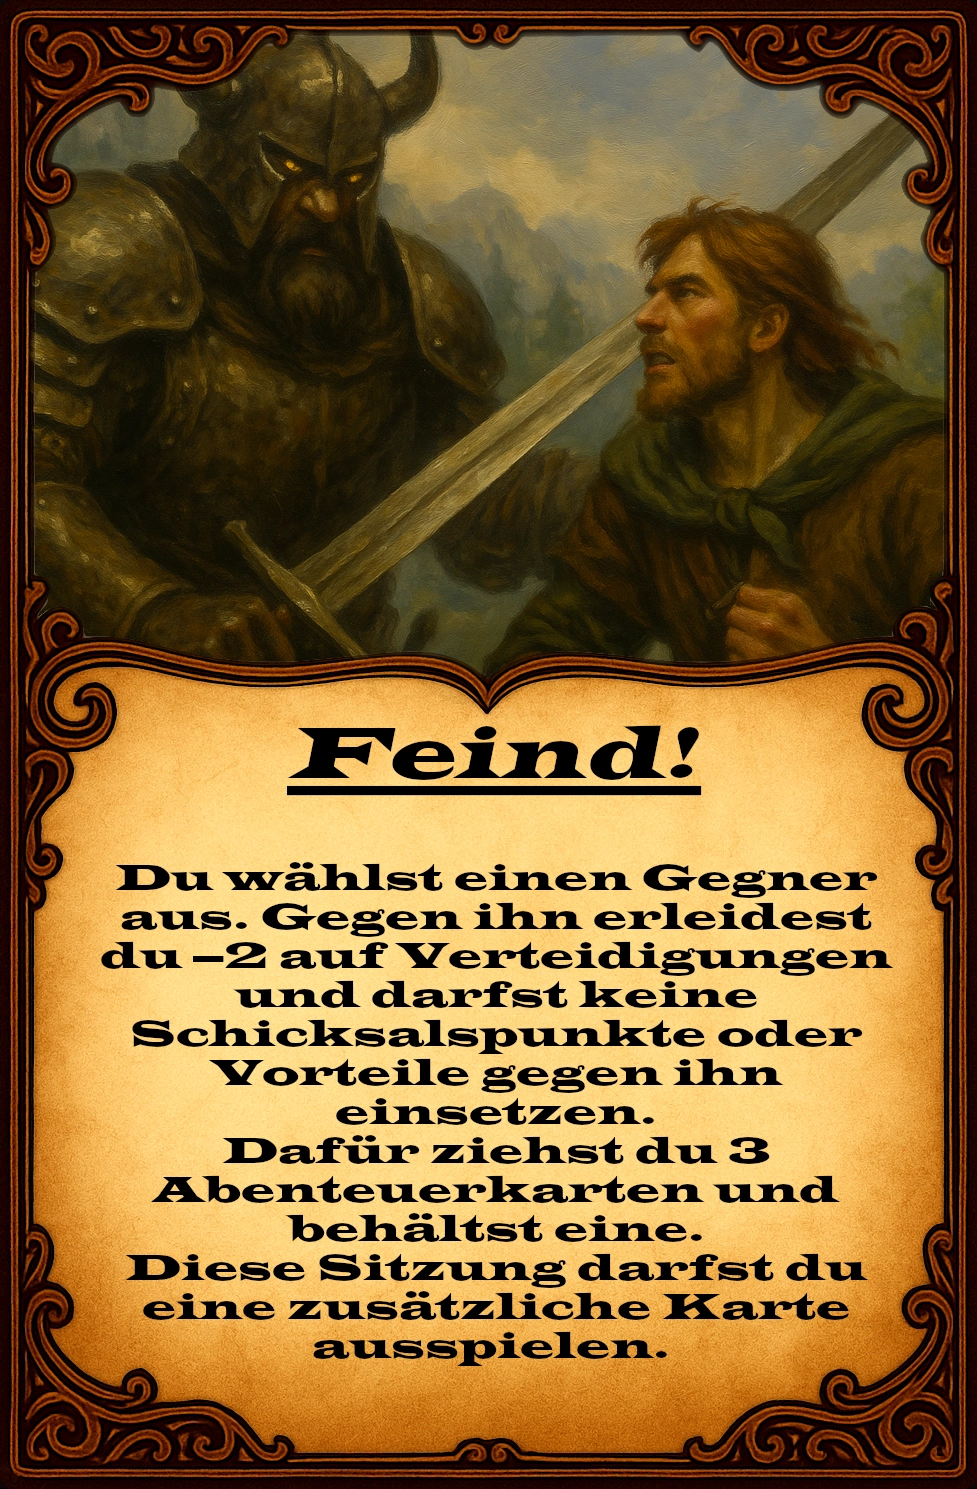 Feind!
Du wählst einen Gegner
aus. Gegen ihn erleidest
du –2 auf Verteidigungen
und darfst keine
Schicksalspunkte oder
Vorteile gegen ihn
einsetzen.
Dafür ziehst du 3
Abenteuerkarten und
behältst eine.
Diese Sitzung darfst du
eine zusätzliche Karte
ausspielen.